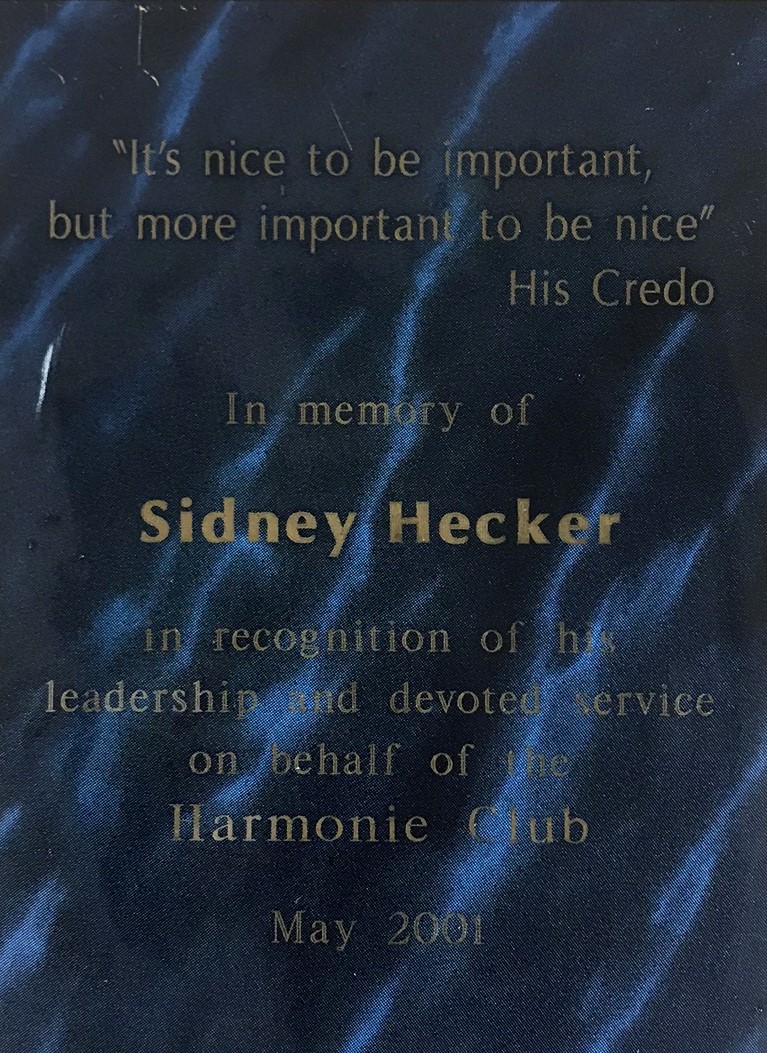 "It's nice to be important,
but more important to be nice"
His Credo
In memory of
Sidney Hecker
in recognition of his
leadership and devoted service
on behalf of the
Harmonie Club
May 2001